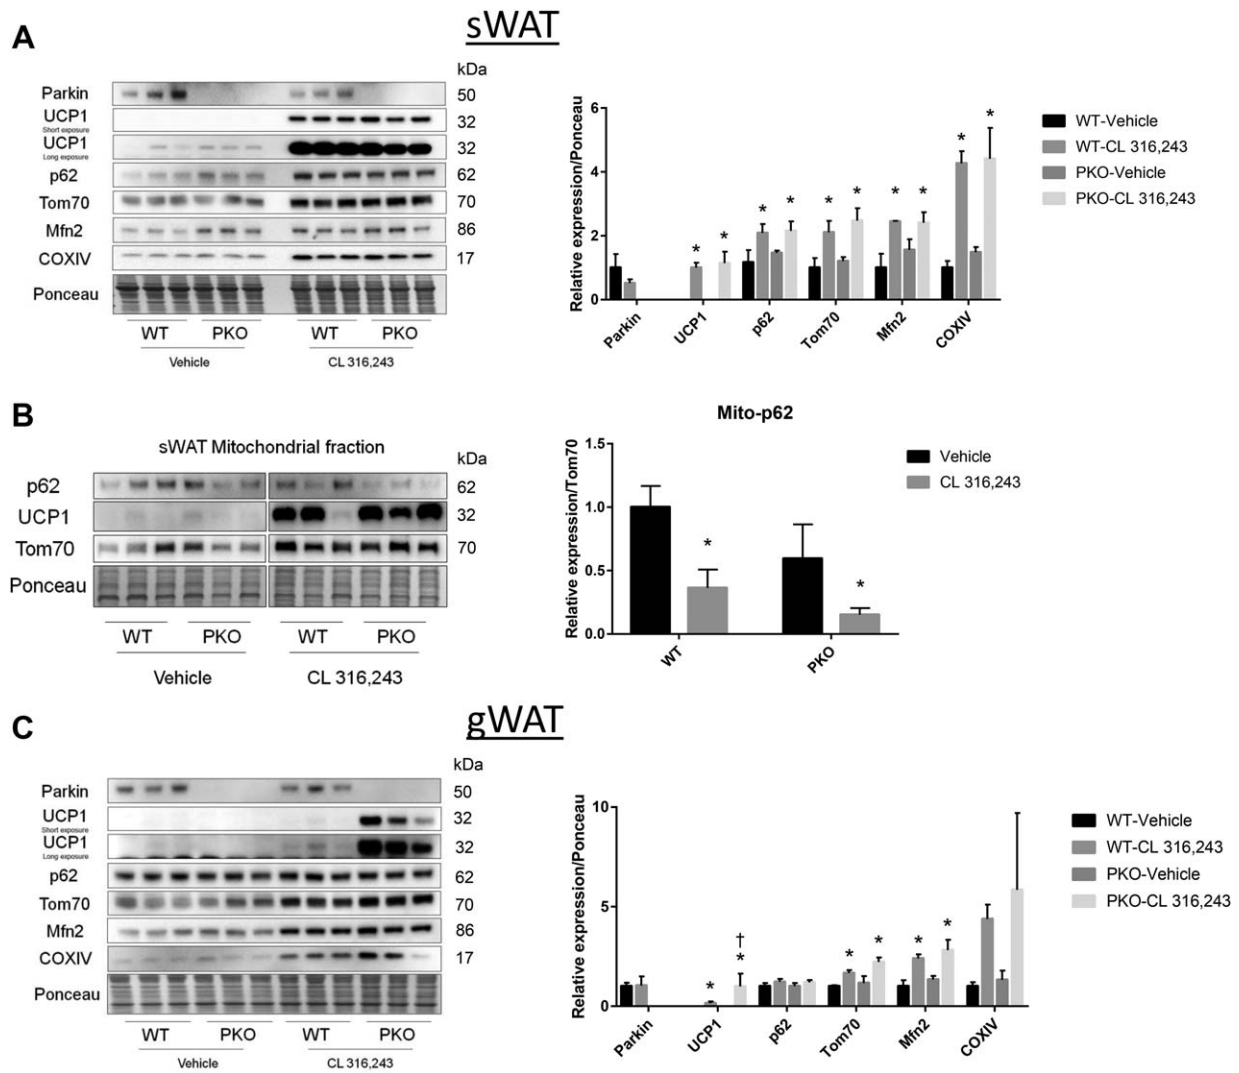 A
sWAT
kDa
Parkin 50
UCP1 32
Short exposure
UCP1 32
Long exposure
p62 62
Tom70 70
Mfn2 86
COXIV 17
Ponceau
WT PKO WT PKO
Vehicle CL 316,243
Relative expression/Ponceau
6
4
2
0
* * * * * * * * * *
Parkin UCP1 p62 Tom70 Mfn2 COXIV
WT-Vehicle
WT-CL 316,243
PKO-Vehicle
PKO-CL 316,243
B
sWAT Mitochondrial fraction
kDa
p62 62
UCP1 32
Tom70 70
Ponceau
WT PKO WT PKO
Vehicle CL 316,243
Mito-p62
Relative expression/Tom70
1.5
1.0
0.5
0.0
* *
WT PKO
Vehicle
CL 316,243
C
gWAT
kDa
Parkin 50
UCP1 32
Short exposure
UCP1 32
Long exposure
p62 62
Tom70 70
Mfn2 86
COXIV 17
Ponceau
WT PKO WT PKO
Vehicle CL 316,243
Relative expression/Ponceau
10
5
0
†
* * * * * *
Parkin UCP1 p62 Tom70 Mfn2 COXIV
WT-Vehicle
WT-CL 316,243
PKO-Vehicle
PKO-CL 316,243